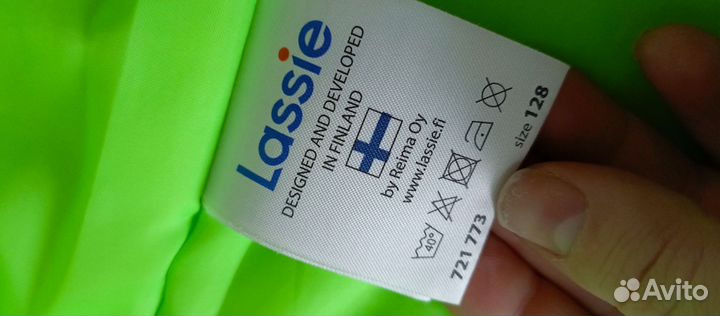 Lassie
DESIGNED AND DEVELOPED
IN FINLAND
by Reima Oy
www.lassie.fi
40°
721 773
size 128
Avito